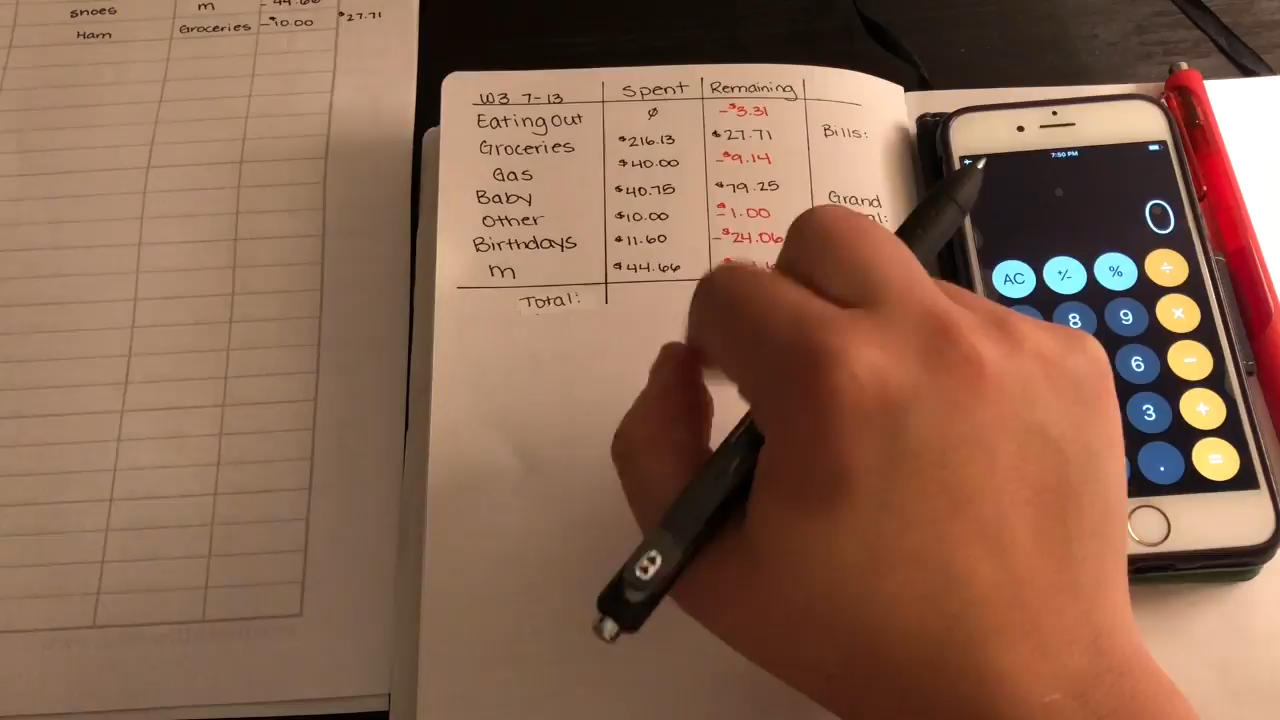 Shoes m
Ham Groceries -$10.00 $27.71
W3 7-13 Spent Remaining
Eating Out Ø -$3.31
Groceries $216.13 $27.71 Bills:
Gas $40.00 -$9.14
Baby $40.75 $79.25 Grand
Other $10.00 -$1.00
Birthdays $11.60 -$24.06
m $44.66
Total:
7:50 PM
0
AC +/- % ÷
8 9 ×
6 −
3 +
. =